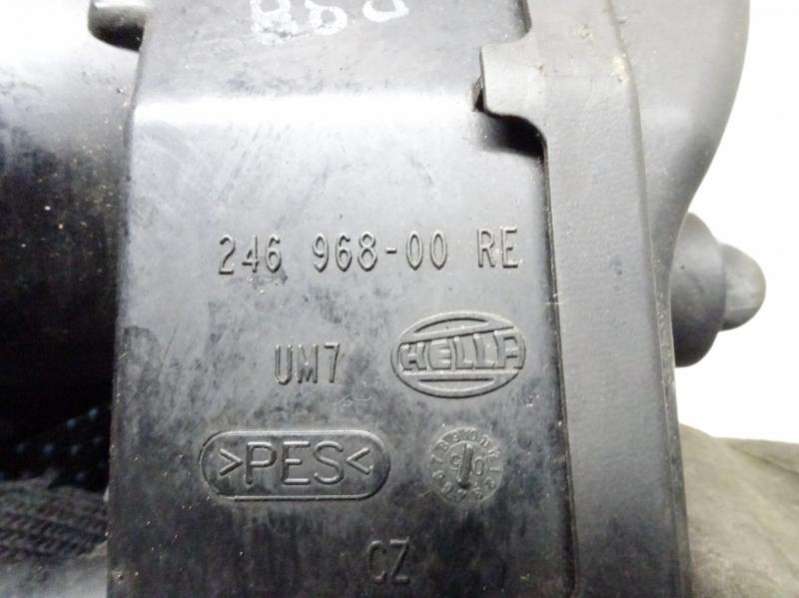 246 968-00 RE
UM7 HELLA
>PES<
CZ